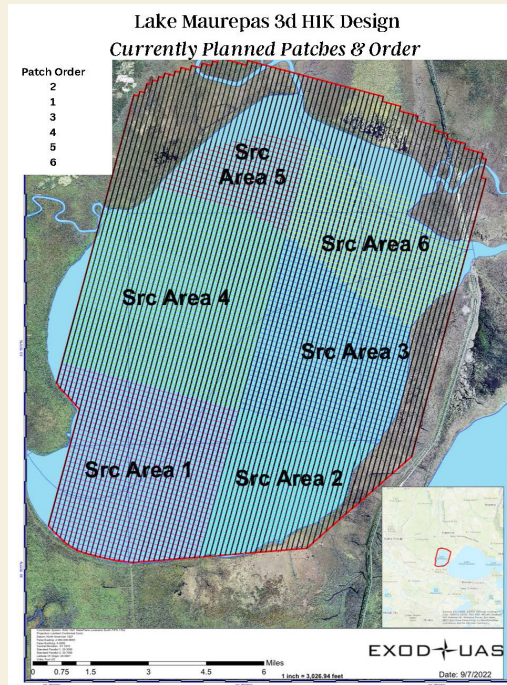 Lake Maurepas 3d H1K Design
Currently Planned Patches & Order
Patch Order
2
1
3
4
5
6
Src
Area 5
Src Area 6
Src Area 4
Src Area 3
Src Area 1
Src Area 2
EXOD UAS
Miles
0 0.75 1.5 3 4.5 6
1 inch = 3,026.94 feet
Date: 9/7/2022